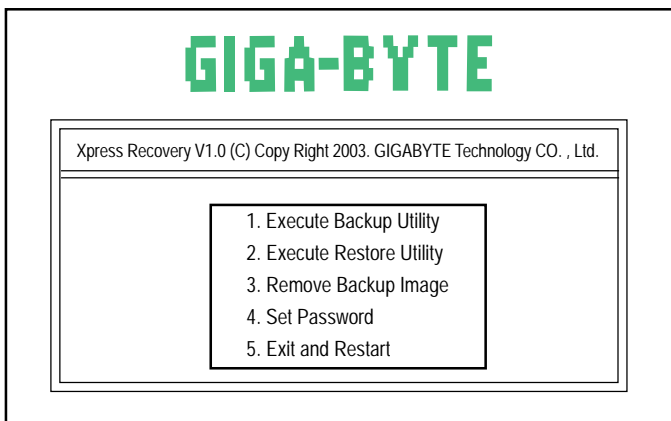 GIGA-BYTE
Xpress Recovery V1.0 (C) Copy Right 2003. GIGABYTE Technology CO. , Ltd.
1. Execute Backup Utility
2. Execute Restore Utility
3. Remove Backup Image
4. Set Password
5. Exit and Restart